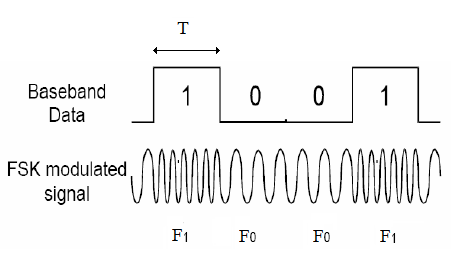 T
Baseband
Data
1 0 0 1
FSK modulated
signal
F1 F0 F0 F1